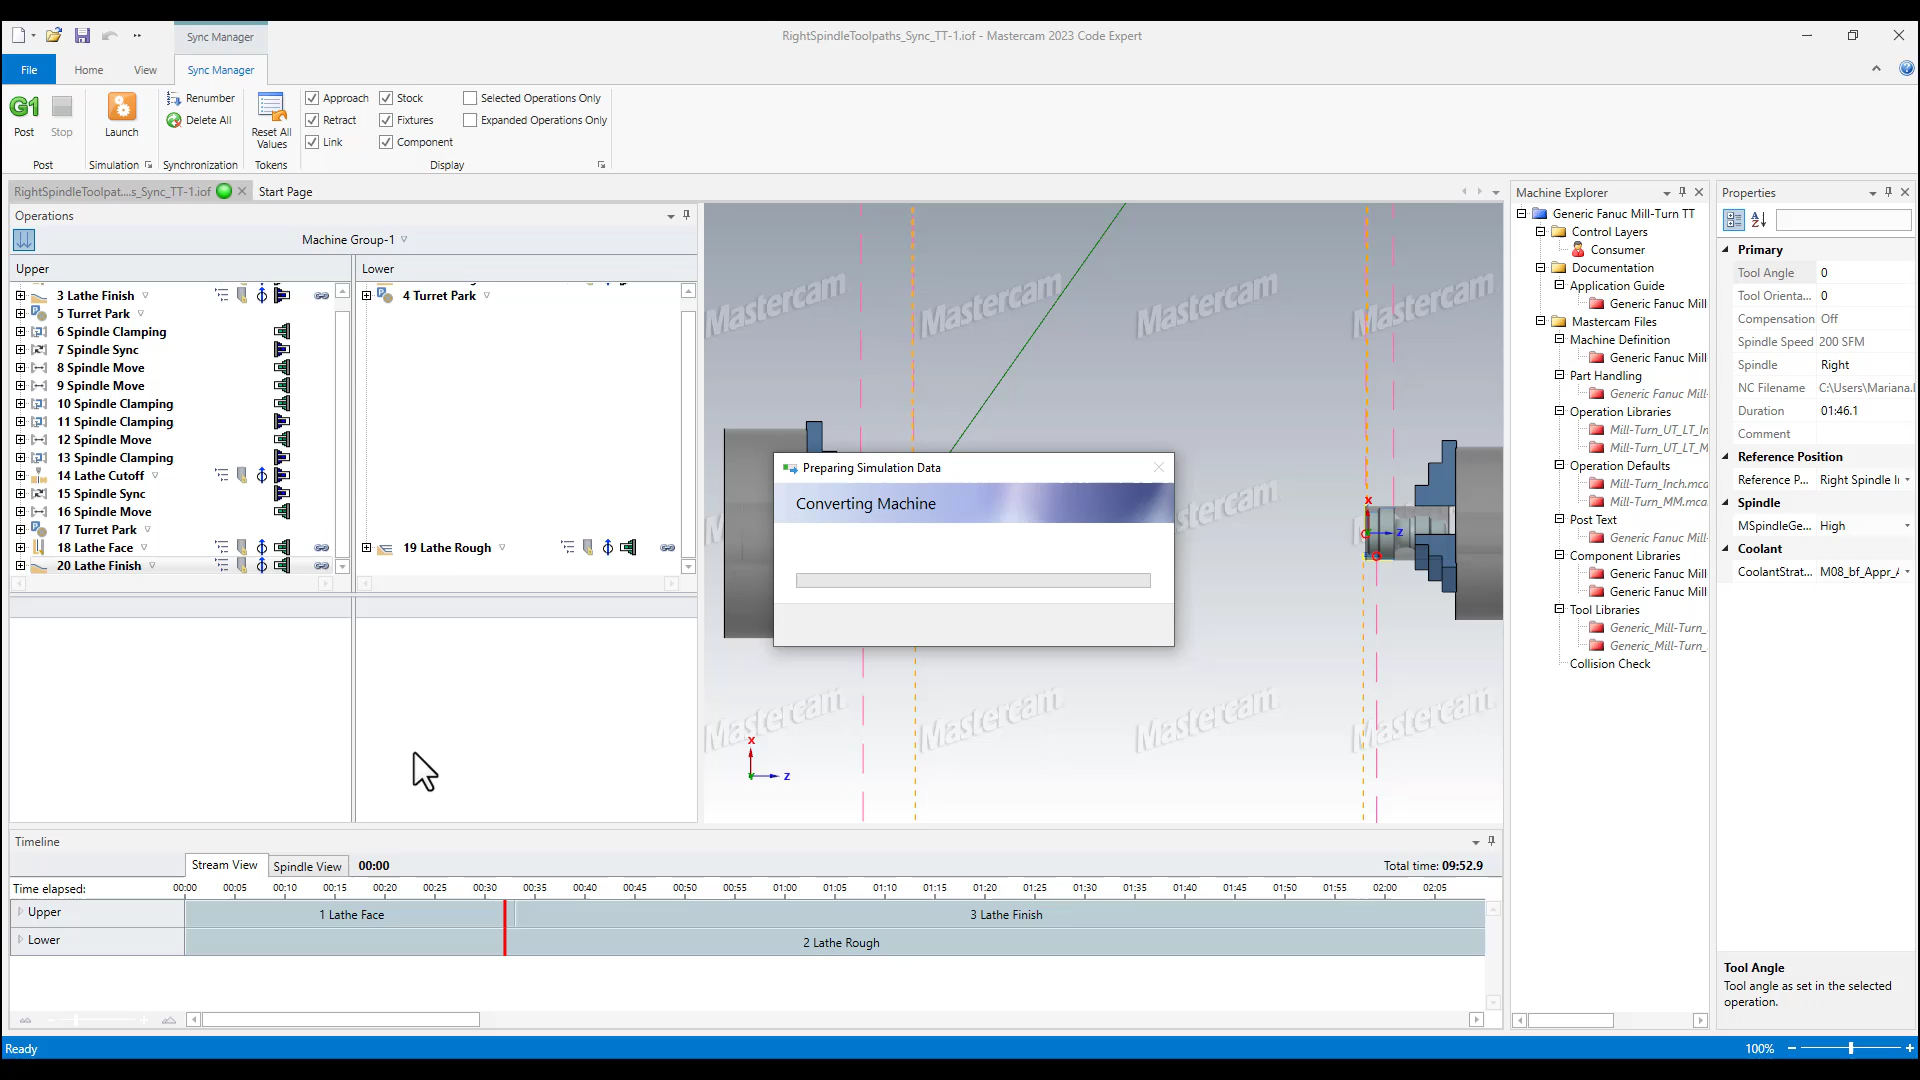 Sync Manager
RightSpindleToolpaths_Sync_TT-1.iof - Mastercam 2023 Code Expert
File
Home
View
Sync Manager
G1
Post
Stop
Launch
Renumber
Delete All
Reset All
Values
Approach
Stock
Selected Operations Only
Retract
Fixtures
Expanded Operations Only
Link
Component
Post
Simulation
Synchronization
Tokens
Display
RightSpindleToolpat....s_Sync_TT-1.iof
Start Page
Operations
Machine Group-1
Upper
Lower
3 Lathe Finish
4 Turret Park
5 Turret Park
6 Spindle Clamping
7 Spindle Sync
8 Spindle Move
9 Spindle Move
10 Spindle Clamping
11 Spindle Clamping
12 Spindle Move
13 Spindle Clamping
14 Lathe Cutoff
15 Spindle Sync
16 Spindle Move
17 Turret Park
18 Lathe Face
19 Lathe Rough
20 Lathe Finish
Mastercam Mastercam Mastercam Mastercam
Mastercam
Mastercam Mastercam Mastercam Mastercam
X
Z
X
Z
Preparing Simulation Data
Converting Machine
Machine Explorer
Generic Fanuc Mill-Turn TT
Control Layers
Consumer
Documentation
Application Guide
Generic Fanuc Mill
Mastercam Files
Machine Definition
Generic Fanuc Mill
Part Handling
Generic Fanuc Mill-
Operation Libraries
Mill-Turn_UT_LT_In
Mill-Turn_UT_LT_M
Operation Defaults
Mill-Turn_Inch.mca
Mill-Turn_MM.mca
Post Text
Generic Fanuc Mill-
Component Libraries
Generic Fanuc Mill
Generic Fanuc Mill
Tool Libraries
Generic_Mill-Turn_
Generic_Mill-Turn_
Collision Check
Properties
Primary
Tool Angle 0
Tool Orienta... 0
Compensation Off
Spindle Speed 200 SFM
Spindle Right
NC Filename C:\Users\Mariana.l
Duration 01:46.1
Comment
Reference Position
Reference P... Right Spindle I
Spindle
MSpindleGe... High
Coolant
CoolantStrat... M08_bf_Appr_
Tool Angle
Tool angle as set in the selected
operation.
Timeline
Stream View
Spindle View
00:00
Total time: 09:52.9
Time elapsed:
00:00 00:05 00:10 00:15 00:20 00:25 00:30 00:35 00:40 00:45 00:50 00:55 01:00 01:05 01:10 01:15 01:20 01:25 01:30 01:35 01:40 01:45 01:50 01:55 02:00 02:05
Upper
1 Lathe Face
3 Lathe Finish
Lower
2 Lathe Rough
Ready
100%